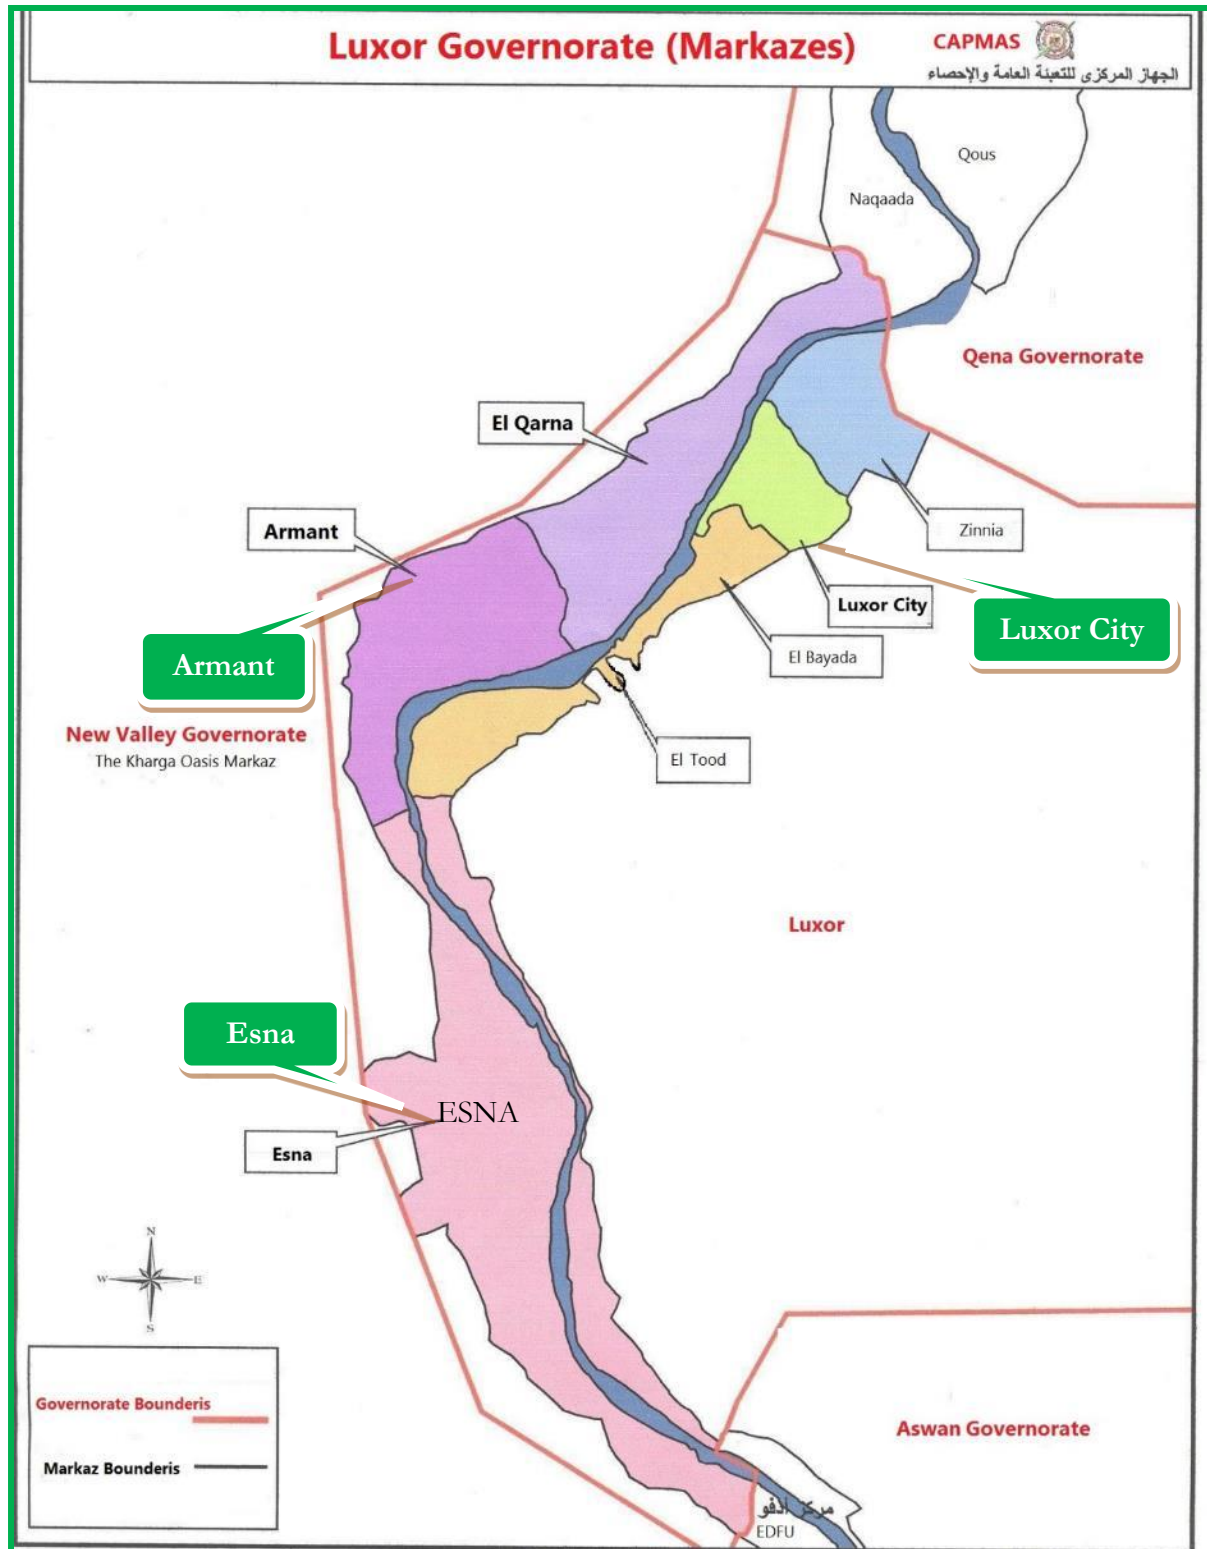 Luxor Governorate (Markazes)
CAPMAS
الجهاز المركزى للتعبئة العامة والإحصاء
Qous
Naqaada
Qena Governorate
El Qarna
Armant
Zinnia
Luxor City
Luxor City
Armant
El Bayada
New Valley Governorate
The Kharga Oasis Markaz
El Tood
Luxor
Esna
ESNA
Esna
N
W
E
S
Governorate Bounderis
Markaz Bounderis
Aswan Governorate
مركز أدفو
EDFU